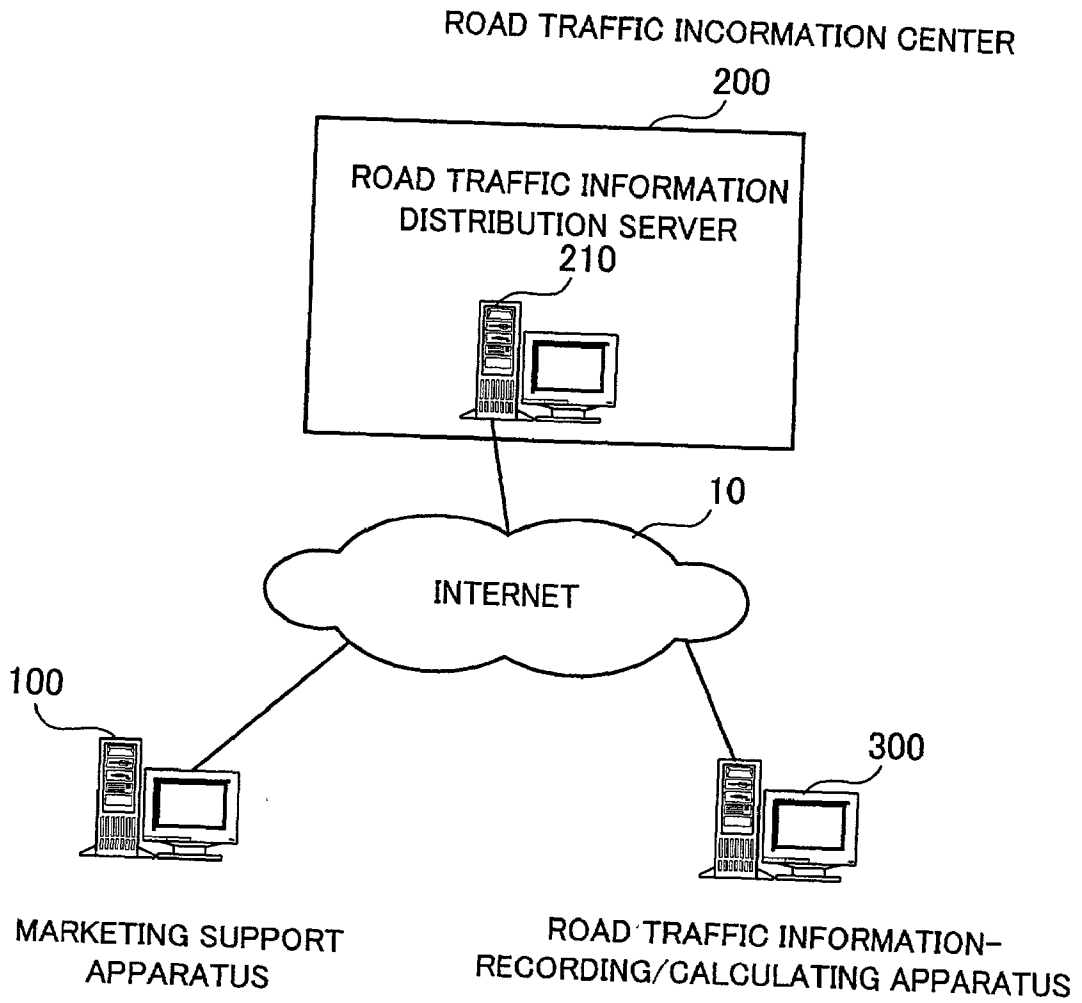 ROAD TRAFFIC INCORMATION CENTER
200
ROAD TRAFFIC INFORMATION
DISTRIBUTION SERVER
210
10
INTERNET
100
300
MARKETING SUPPORT
APPARATUS
ROAD TRAFFIC INFORMATION-
RECORDING/CALCULATING APPARATUS